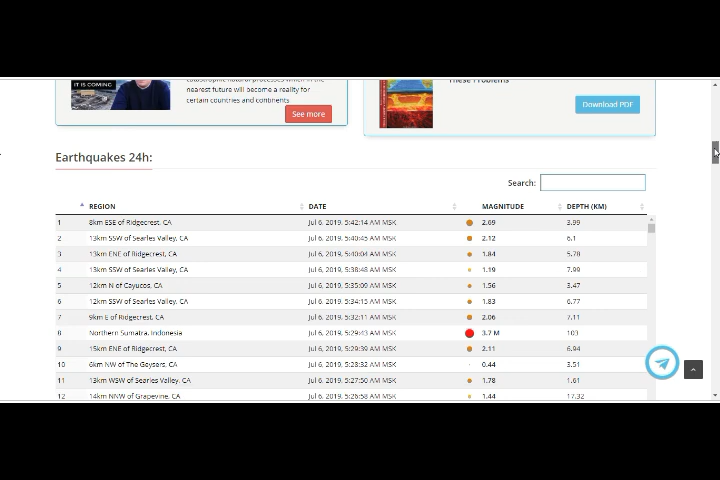 IT IS COMING
catastrophic natural processes which in the
nearest future will become a reality for
certain countries and continents
See more
These Problems
Download PDF
Earthquakes 24h:
Search:
REGION DATE MAGNITUDE DEPTH (KM)
1 8km ESE of Ridgecrest, CA Jul 6, 2019, 5:42:14 AM MSK 2.69 3.99
2 13km SSW of Searles Valley, CA Jul 6, 2019, 5:40:45 AM MSK 2.12 6.1
3 13km ENE of Ridgecrest, CA Jul 6, 2019, 5:40:04 AM MSK 1.84 5.78
4 13km SSW of Searles Valley, CA Jul 6, 2019, 5:38:48 AM MSK 1.19 7.99
5 12km N of Cayucos, CA Jul 6, 2019, 5:35:09 AM MSK 1.56 3.47
6 12km SSW of Searles Valley, CA Jul 6, 2019, 5:34:15 AM MSK 1.83 6.77
7 9km E of Ridgecrest, CA Jul 6, 2019, 5:32:11 AM MSK 2.06 7.11
8 Northern Sumatra, Indonesia Jul 6, 2019, 5:29:43 AM MSK 3.7 M 103
9 15km ENE of Ridgecrest, CA Jul 6, 2019, 5:29:39 AM MSK 2.11 6.94
10 6km NW of The Geysers, CA Jul 6, 2019, 5:28:32 AM MSK 0.44 3.51
11 13km WSW of Searles Valley, CA Jul 6, 2019, 5:27:50 AM MSK 1.78 1.61
12 14km NNW of Grapevine, CA Jul 6, 2019, 5:26:58 AM MSK 1.44 17.32